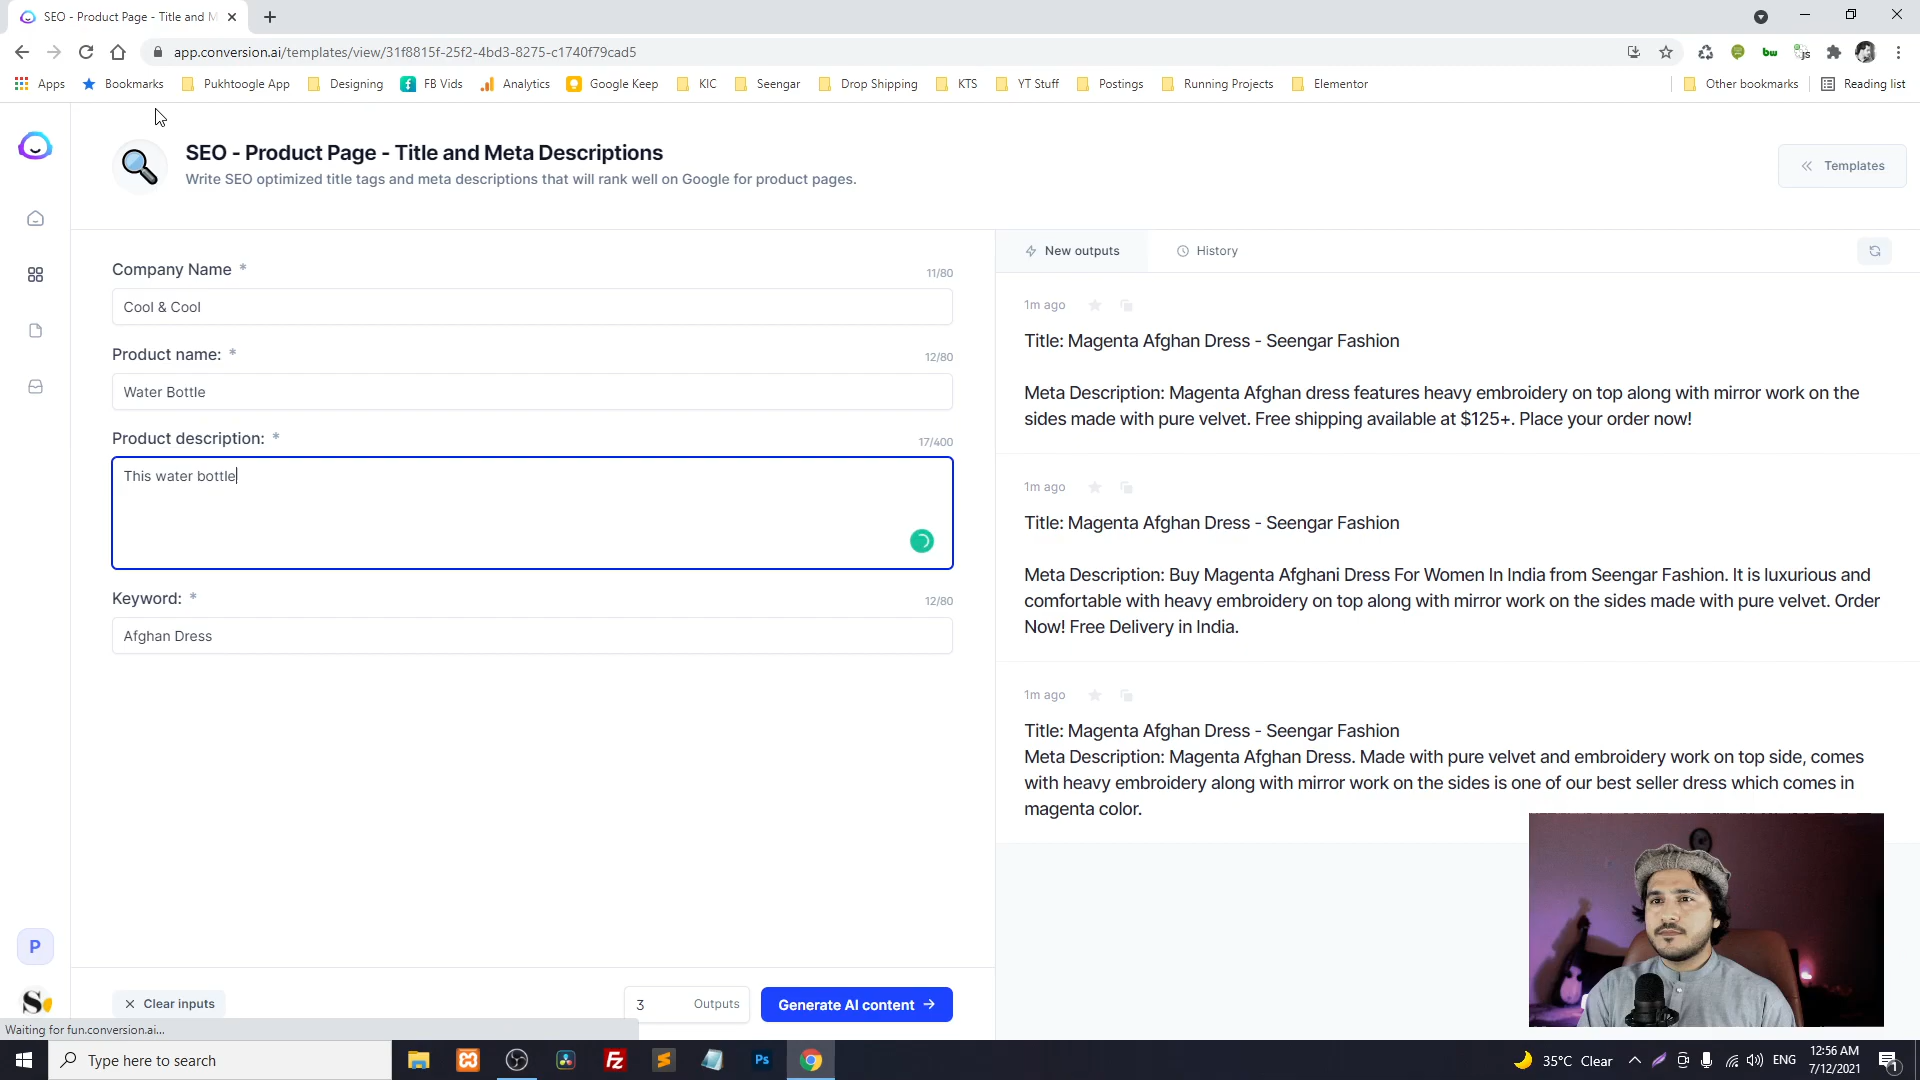 SEO - Product Page - Title and M
app.conversion.ai/templates/view/31f8815f-25f2-4bd3-8275-c1740f79cad5
Apps Bookmarks Pukhtoogle App Designing FB Vids Analytics Google Keep KIC Seengar Drop Shipping KTS YT Stuff Postings Running Projects Elementor Other bookmarks Reading list
SEO - Product Page - Title and Meta Descriptions
Write SEO optimized title tags and meta descriptions that will rank well on Google for product pages.
Templates
Company Name *
11/80
Cool & Cool
Product name: *
12/80
Water Bottle
Product description: *
17/400
This water bottle
Keyword: *
12/80
Afghan Dress
Clear inputs
3 Outputs
Generate AI content
New outputs History
1m ago
Title: Magenta Afghan Dress - Seengar Fashion
Meta Description: Magenta Afghan dress features heavy embroidery on top along with mirror work on the
sides made with pure velvet. Free shipping available at $125+. Place your order now!
1m ago
Title: Magenta Afghan Dress - Seengar Fashion
Meta Description: Buy Magenta Afghani Dress For Women In India from Seengar Fashion. It is luxurious and
comfortable with heavy embroidery on top along with mirror work on the sides made with pure velvet. Order
Now! Free Delivery in India.
1m ago
Title: Magenta Afghan Dress - Seengar Fashion
Meta Description: Magenta Afghan Dress. Made with pure velvet and embroidery work on top side, comes
with heavy embroidery along with mirror work on the sides is one of our best seller dress which comes in
magenta color.
P
S
Waiting for fun.conversion.ai...
Type here to search
Fz
Ps
35°C Clear
ENG
12:56 AM
7/12/2021
1